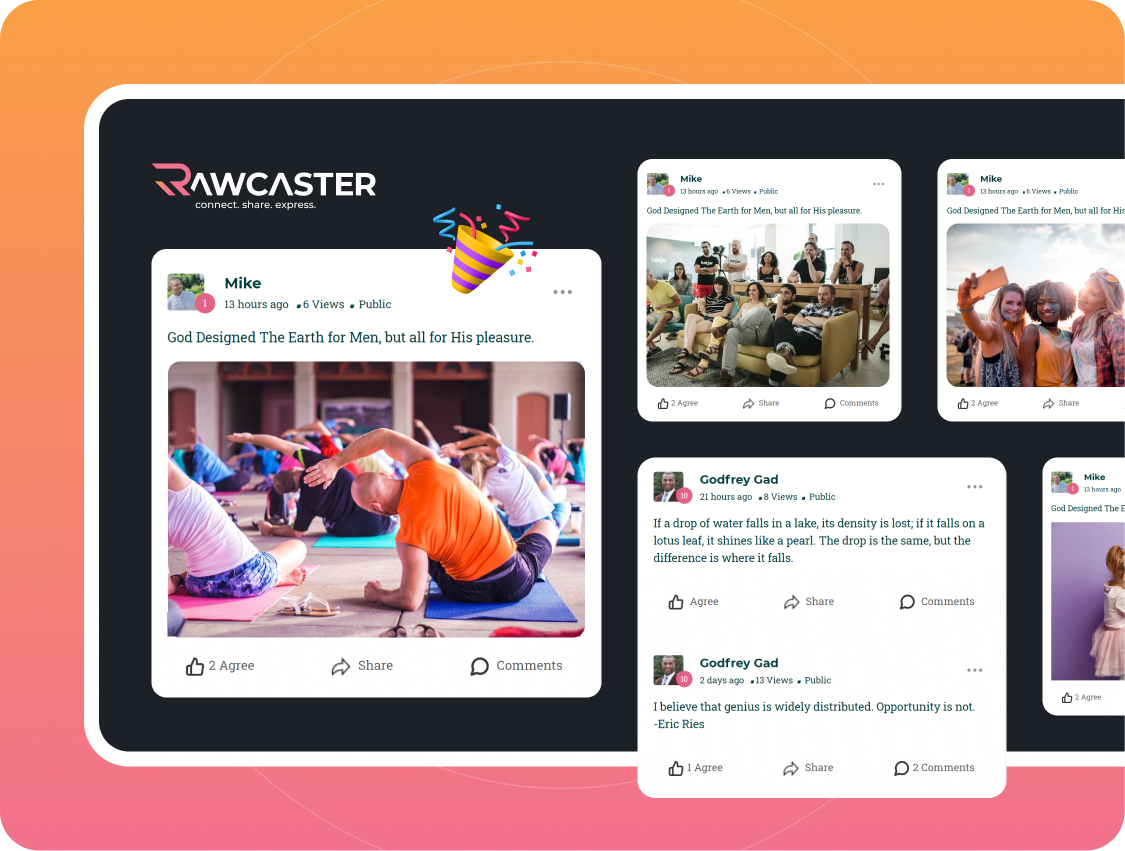 RAWCASTER
connect. share. express.
Mike
1
13 hours ago 6 Views Public
God Designed The Earth for Men, but all for His pleasure.
2 Agree Share Comments
Mike
1
13 hours ago 6 Views Public
God Designed The Earth for Men, but all for His pleasure.
2 Agree Share Comments
Mike
1
13 hours ago 6 Views Public
God Designed The Earth for Men, but all for His
2 Agree Share
Godfrey Gad
10
21 hours ago 8 Views Public
If a drop of water falls in a lake, its density is lost; if it falls on a
lotus leaf, it shines like a pearl. The drop is the same, but the
difference is where it falls.
Agree Share Comments
Godfrey Gad
10
2 days ago 13 Views Public
I believe that genius is widely distributed. Opportunity is not.
-Eric Ries
1 Agree Share 2 Comments
Mike
1
13 hours ago
God Designed The E
2 Agree